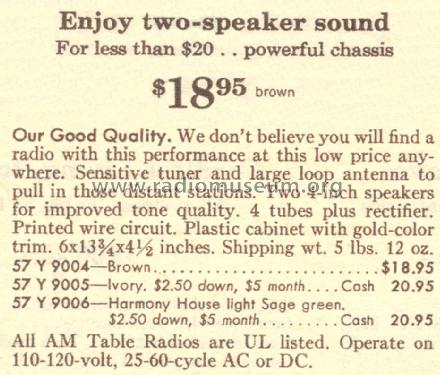 Enjoy two-speaker sound
For less than $20 . . powerful chassis
$18⁹⁵ brown
Our Good Quality. We don't believe you will find a
radio with this performance at this low price any-
where. Sensitive tuner and large loop antenna to
pull in those distant stations. Two 4-inch speakers
for improved tone quality. 4 tubes plus rectifier.
Printed wire circuit. Plastic cabinet with gold-color
trim. 6x13¾x4½ inches. Shipping wt. 5 lbs. 12 oz.
57 Y 9004—Brown..............................$18.95
57 Y 9005—Ivory. $2.50 down, $5 month....Cash 20.95
57 Y 9006—Harmony House light Sage green.
$2.50 down, $5 month.........Cash 20.95
All AM Table Radios are UL listed. Operate on
110-120-volt, 25-60-cycle AC or DC.
www.radiomuseum.org